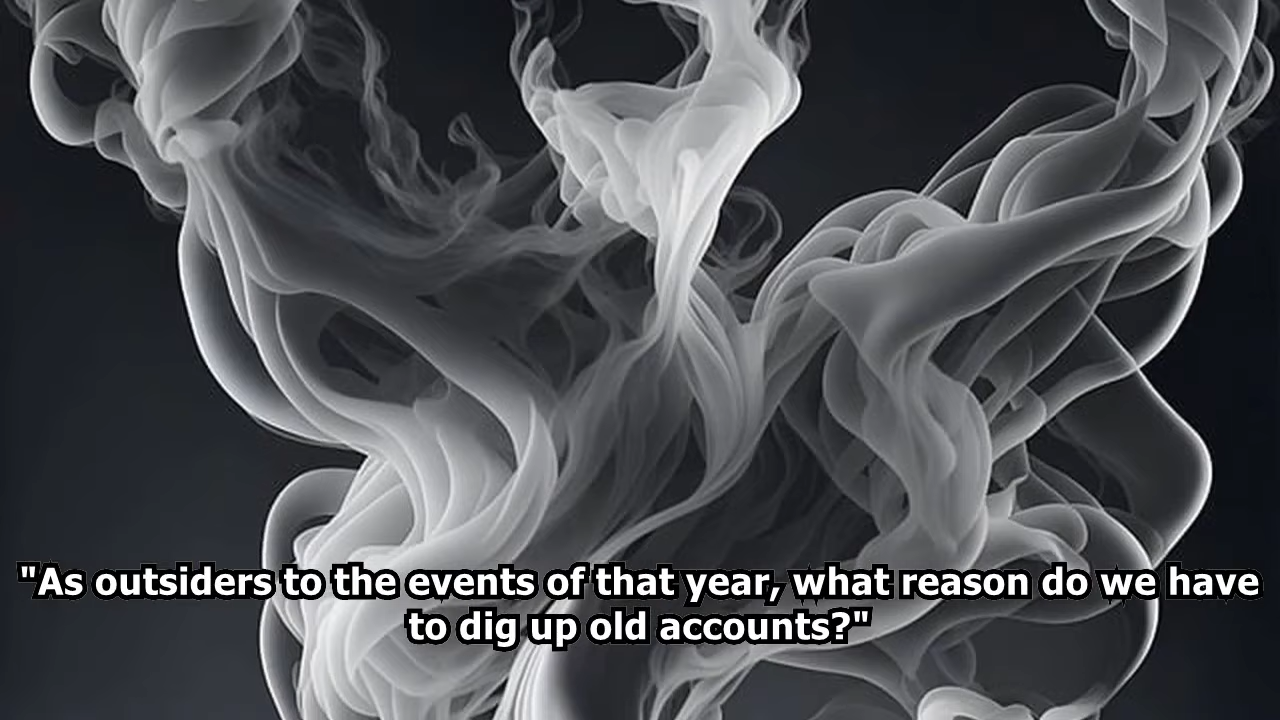 "As outsiders to the events of that year, what reason do we have
to dig up old accounts?"